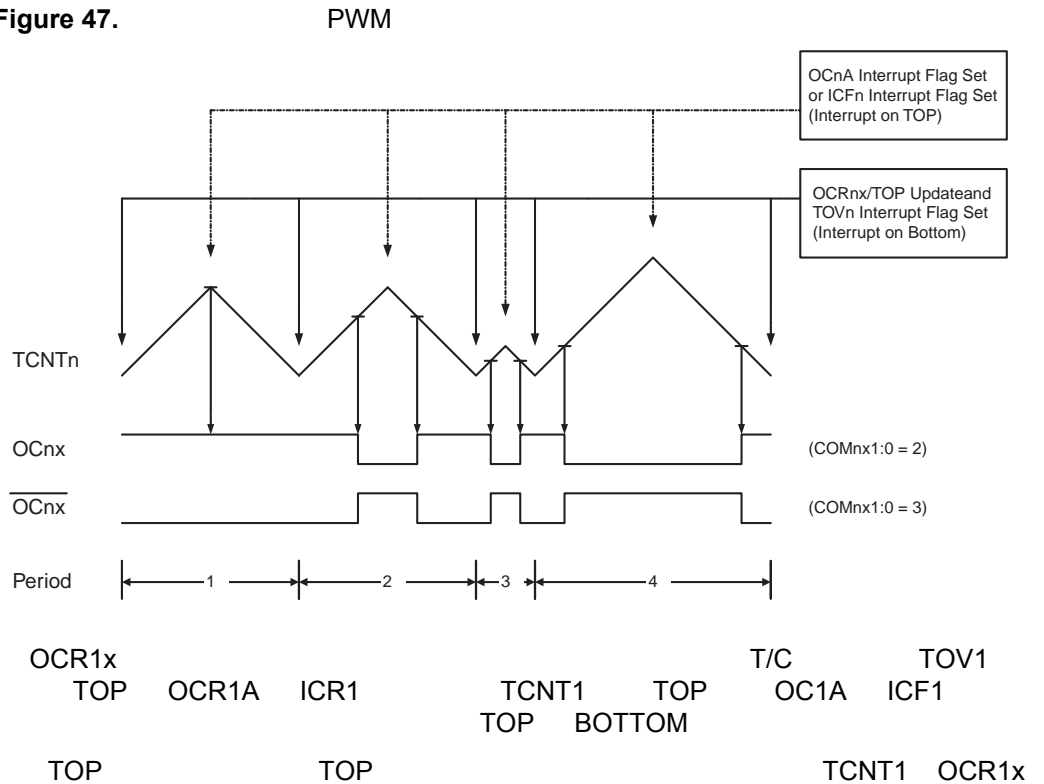 Figure 47. PWM
OCnA Interrupt Flag Set
or ICFn Interrupt Flag Set
(Interrupt on TOP)
OCRnx/TOP Updateand
TOVn Interrupt Flag Set
(Interrupt on Bottom)
TCNTn
OCnx
(COMnx1:0 = 2)
OCnx
(COMnx1:0 = 3)
Period
1
2
3
4
OCR1x T/C TOV1
TOP OCR1A ICR1 TCNT1 TOP OC1A ICF1
TOP BOTTOM
TOP TOP TCNT1 OCR1x